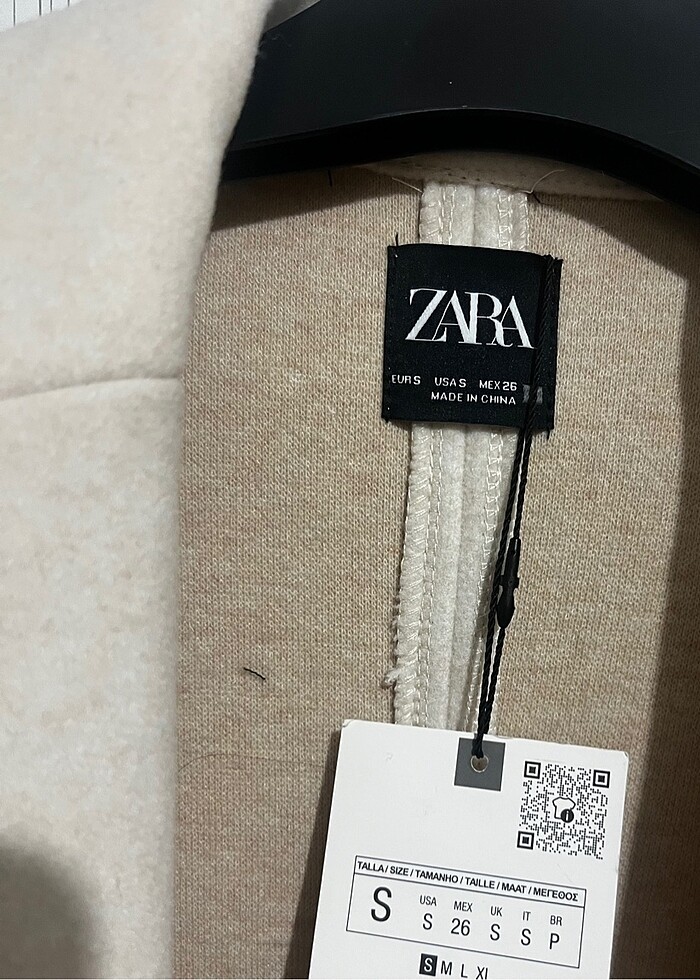 ZARA
EUR S USA S MEX 26
MADE IN CHINA
TALLA / SIZE / TAMANHO / TAILLE / MAAT / ΜΕΓΕΘΟΣ
S
USA MEX UK IT BR
S 26 S S P
S M L XL